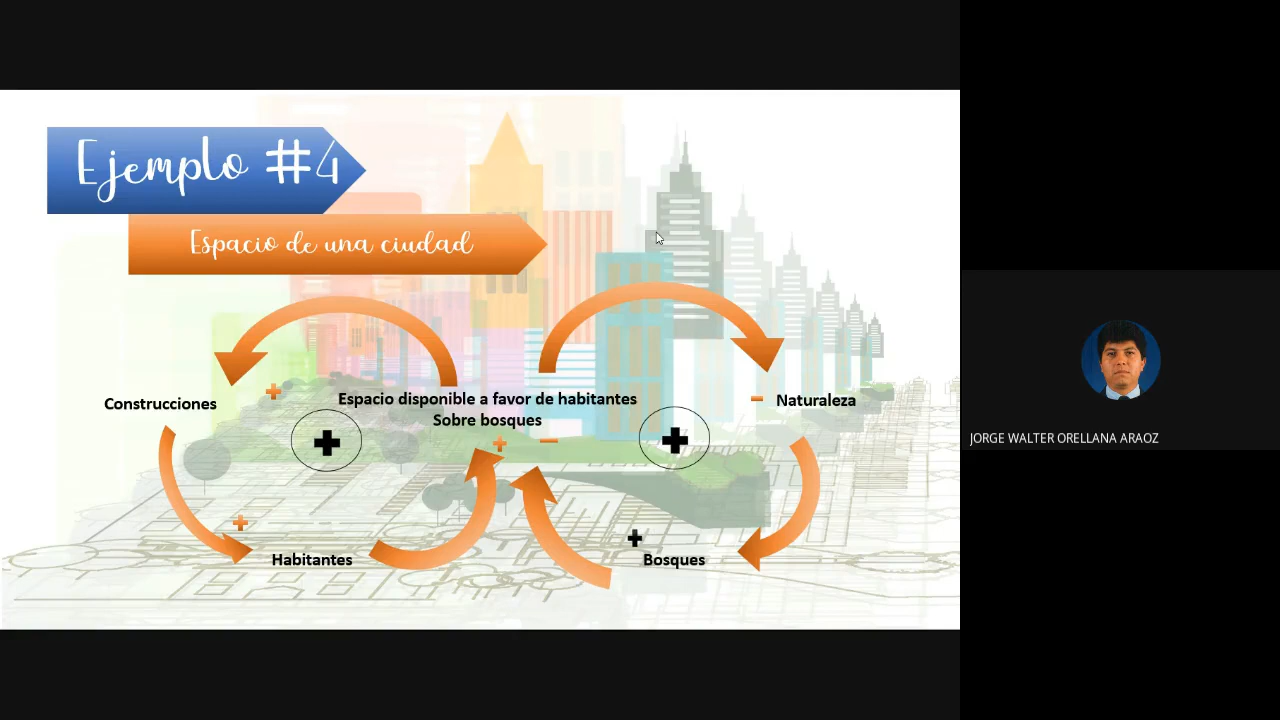 Ejemplo #4
Espacio de una ciudad
Construcciones
Espacio disponible a favor de habitantes
Sobre bosques
Naturaleza
Habitantes
Bosques
JORGE WALTER ORELLANA ARAOZ